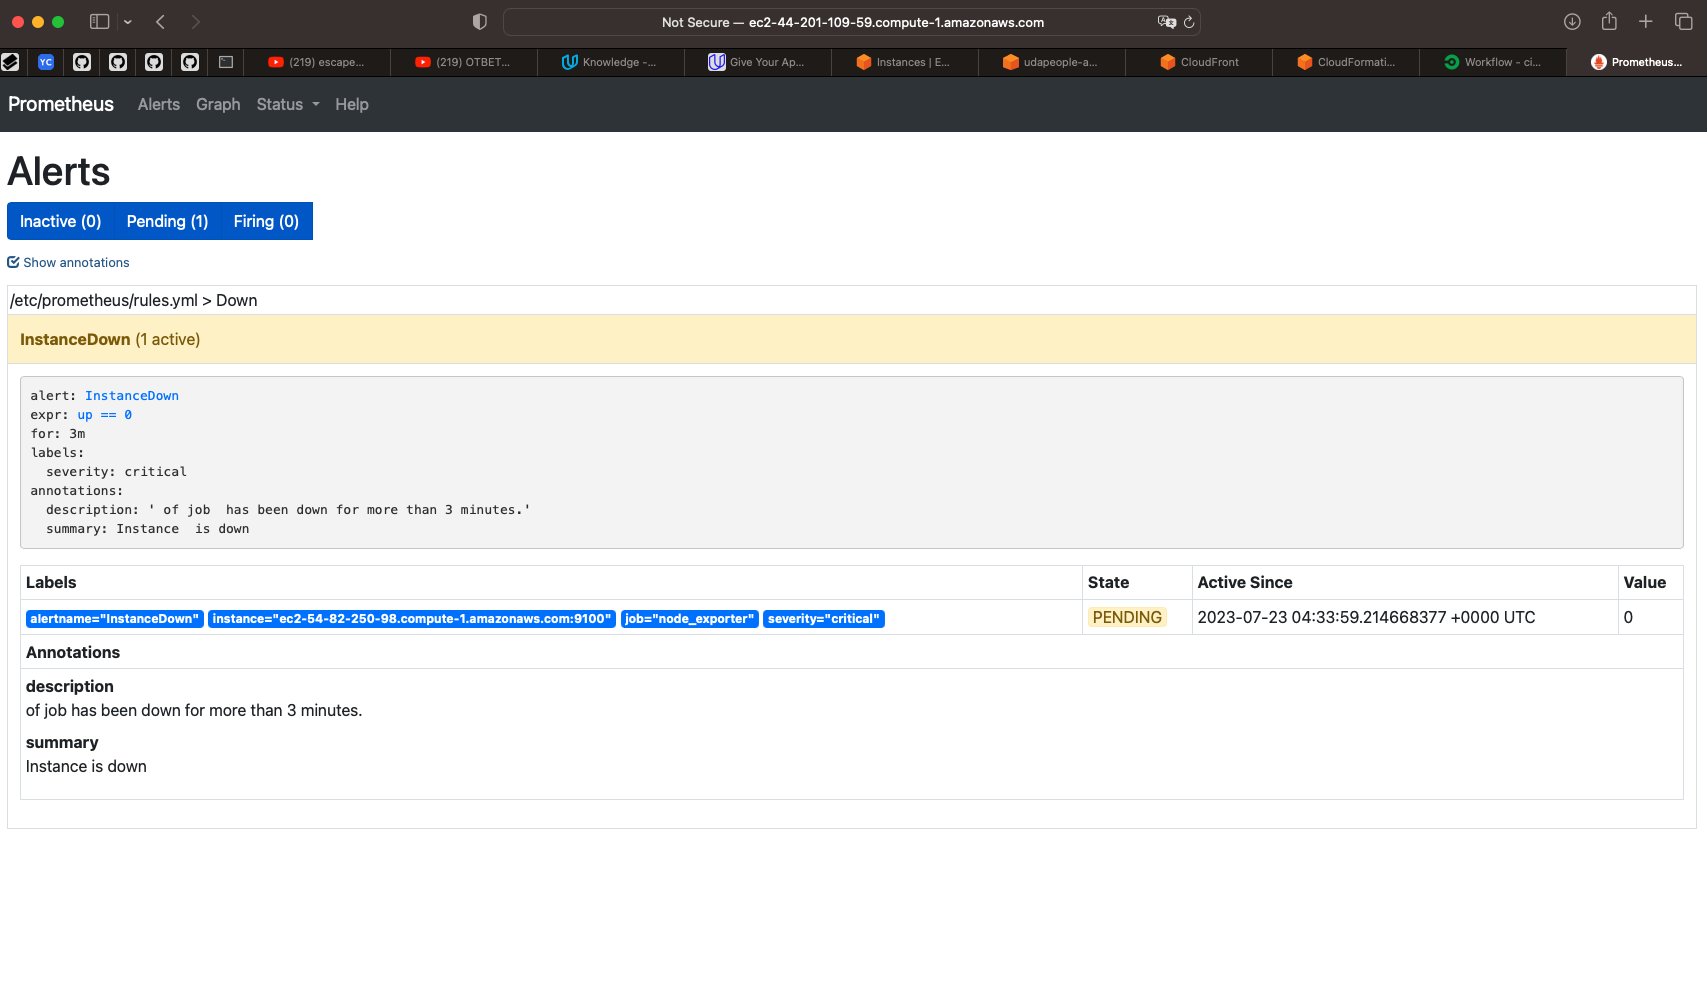 Not Secure — ec2-44-201-109-59.compute-1.amazonaws.com
YC
(219) escape...
(219) ОТВЕТ...
Knowledge -...
Give Your Ap...
Instances | E...
udapeople-a...
CloudFront
CloudFormati...
Workflow - ci...
Prometheus...
Prometheus Alerts Graph Status Help
Alerts
Inactive (0) Pending (1) Firing (0)
Show annotations
/etc/prometheus/rules.yml > Down
InstanceDown (1 active)
alert: InstanceDown
expr: up == 0
for: 3m
labels:
  severity: critical
annotations:
  description: ' of job  has been down for more than 3 minutes.'
  summary: Instance  is down
Labels State Active Since Value
alertname="InstanceDown" instance="ec2-54-82-250-98.compute-1.amazonaws.com:9100" job="node_exporter" severity="critical" PENDING 2023-07-23 04:33:59.214668377 +0000 UTC 0
Annotations
description
of job has been down for more than 3 minutes.
summary
Instance is down